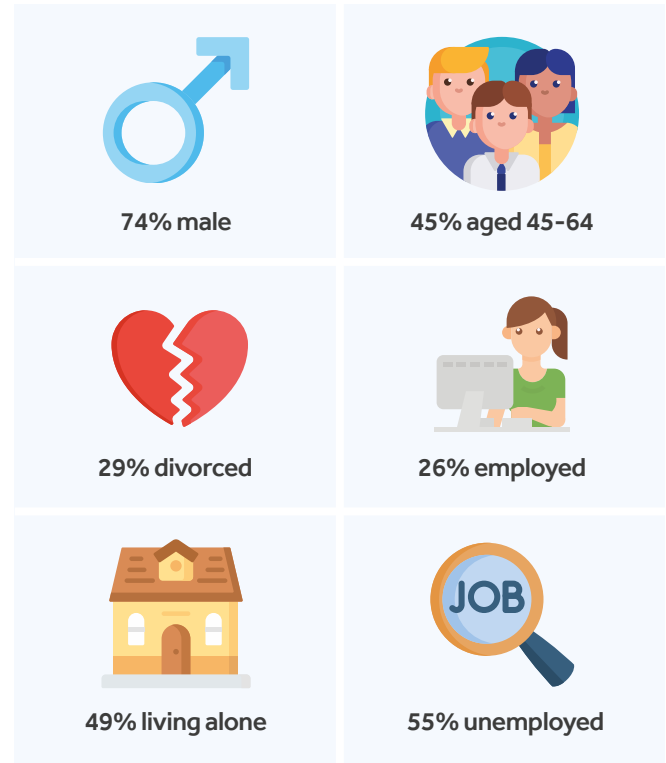 74% male
45% aged 45-64
29% divorced
26% employed
49% living alone
JOB
55% unemployed